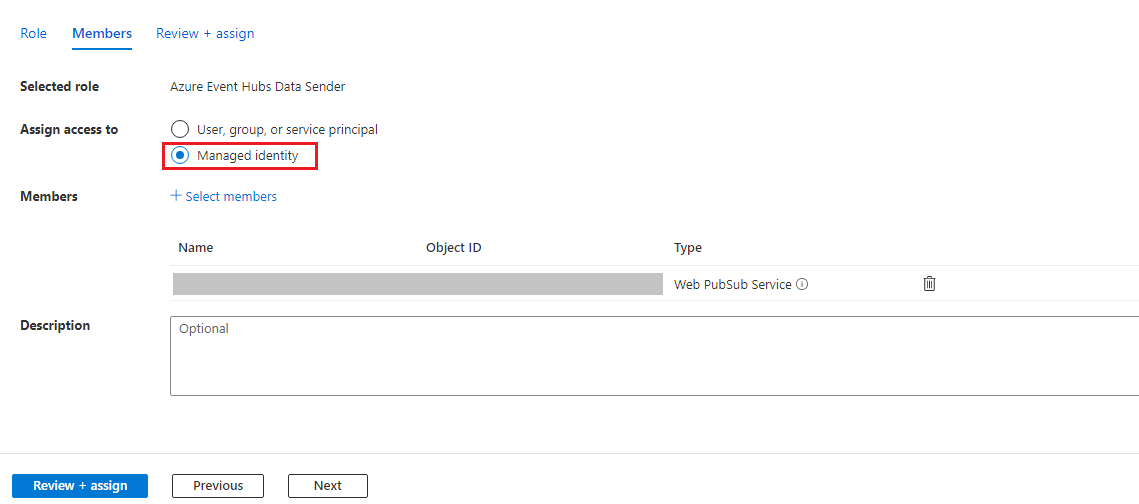 Role Members Review + assign
Selected role Azure Event Hubs Data Sender
Assign access to User, group, or service principal
Managed identity
Members + Select members
Name Object ID Type
Web PubSub Service
Description Optional
Review + assign Previous Next